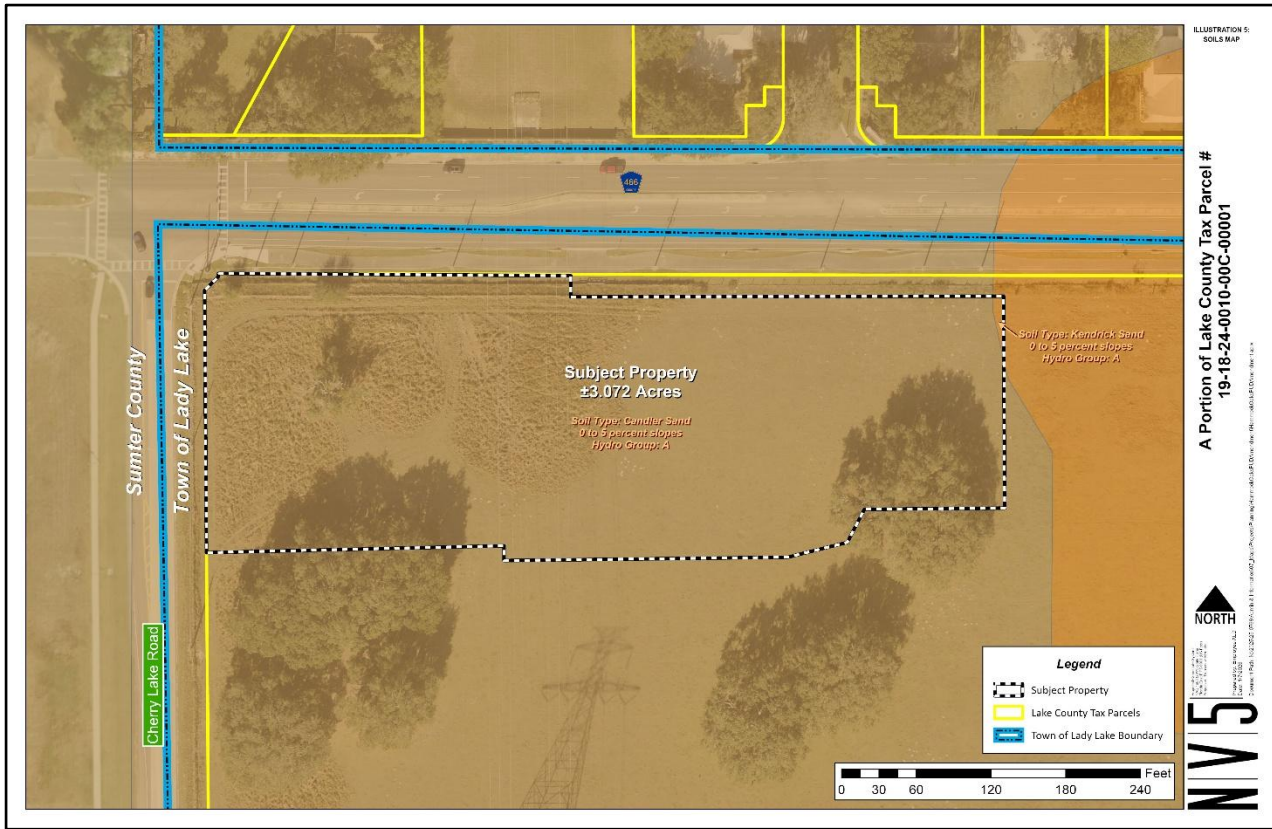 ILLUSTRATION 5:
SOILS MAP
A Portion of Lake County Tax Parcel #
19-18-24-0010-00C-00001
466
Sumter County
Town of Lady Lake
Cherry Lake Road
Subject Property
±3.072 Acres
Soil Type: Candler Sand
0 to 5 percent slopes
Hydro Group: A
Soil Type: Kendrick Sand
0 to 5 percent slopes
Hydro Group: A
Legend
Subject Property
Lake County Tax Parcels
Town of Lady Lake Boundary
Feet
0 30 60 120 180 240
NORTH
NV5